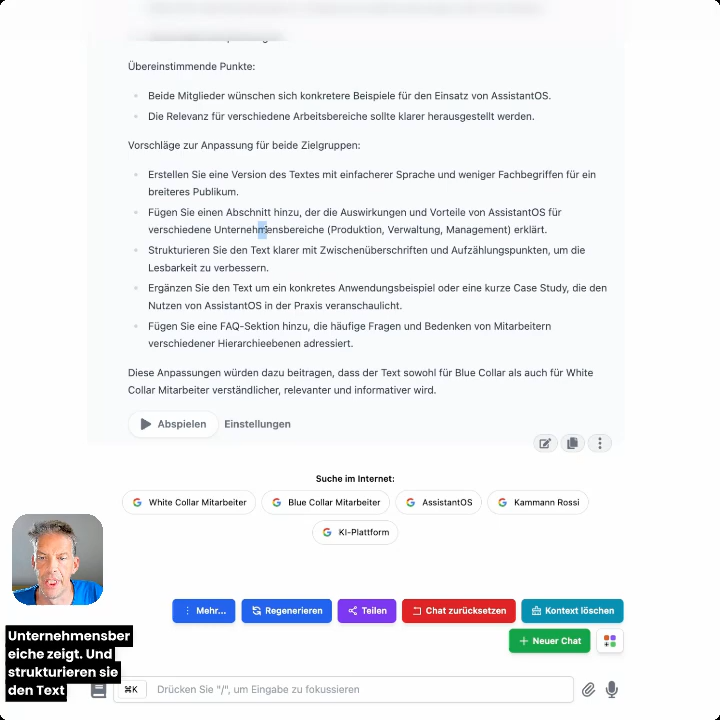 Übereinstimmende Punkte:
Beide Mitglieder wünschen sich konkretere Beispiele für den Einsatz von AssistantOS.
Die Relevanz für verschiedene Arbeitsbereiche sollte klarer herausgestellt werden.
Vorschläge zur Anpassung für beide Zielgruppen:
Erstellen Sie eine Version des Textes mit einfacherer Sprache und weniger Fachbegriffen für ein
breiteres Publikum.
Fügen Sie einen Abschnitt hinzu, der die Auswirkungen und Vorteile von AssistantOS für
verschiedene Unternehmensbereiche (Produktion, Verwaltung, Management) erklärt.
Strukturieren Sie den Text klarer mit Zwischenüberschriften und Aufzählungspunkten, um die
Lesbarkeit zu verbessern.
Ergänzen Sie den Text um ein konkretes Anwendungsbeispiel oder eine kurze Case Study, die den
Nutzen von AssistantOS in der Praxis veranschaulicht.
Fügen Sie eine FAQ-Sektion hinzu, die häufige Fragen und Bedenken von Mitarbeitern
verschiedener Hierarchieebenen adressiert.
Diese Anpassungen würden dazu beitragen, dass der Text sowohl für Blue Collar als auch für White
Collar Mitarbeiter verständlicher, relevanter und informativer wird.
Abspielen Einstellungen
Suche im Internet:
White Collar Mitarbeiter Blue Collar Mitarbeiter AssistantOS Kammann Rossi
KI-Plattform
Mehr... Regenerieren Teilen Chat zurücksetzen Kontext löschen
+ Neuer Chat
Unternehmensber
eiche zeigt. Und
strukturieren sie
den Text
⌘K Drücken Sie "/", um Eingabe zu fokussieren